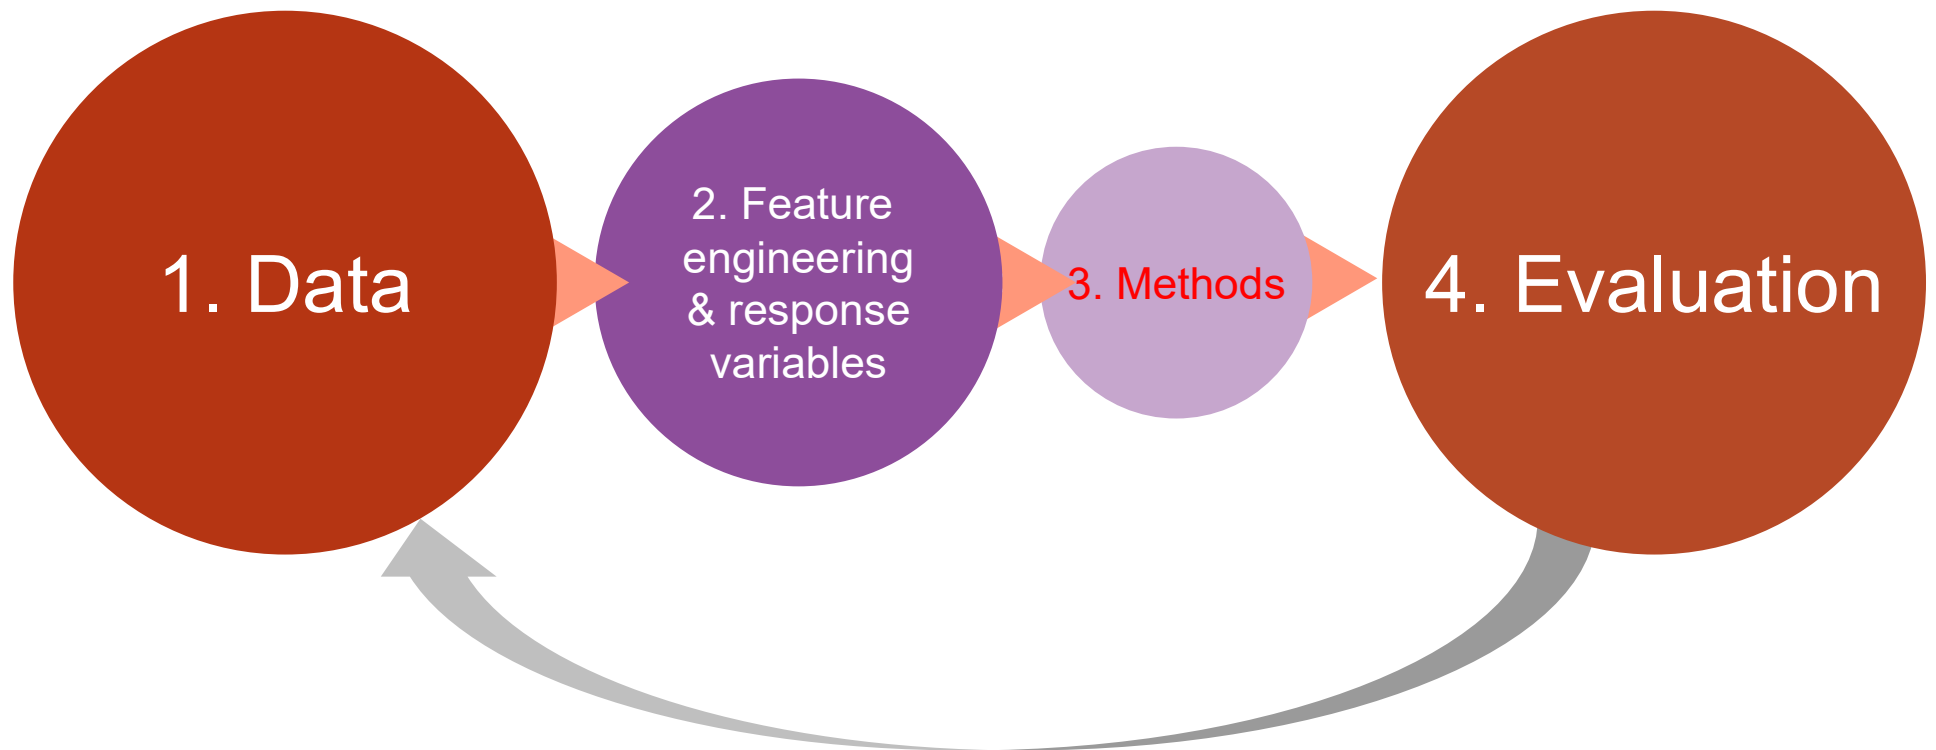 1. Data
2. Feature
engineering
& response
variables
3. Methods
4. Evaluation